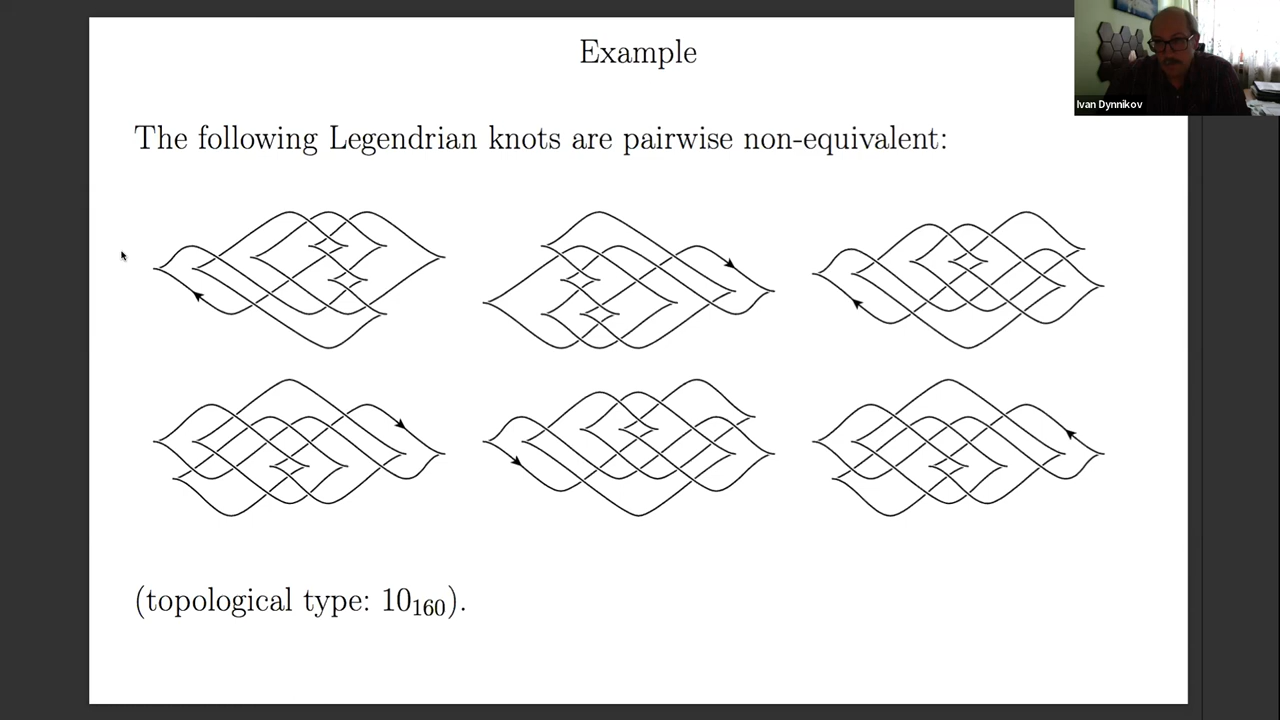 Example
Ivan Dynnikov
The following Legendrian knots are pairwise non-equivalent:
(topological type: 10₁₆₀).